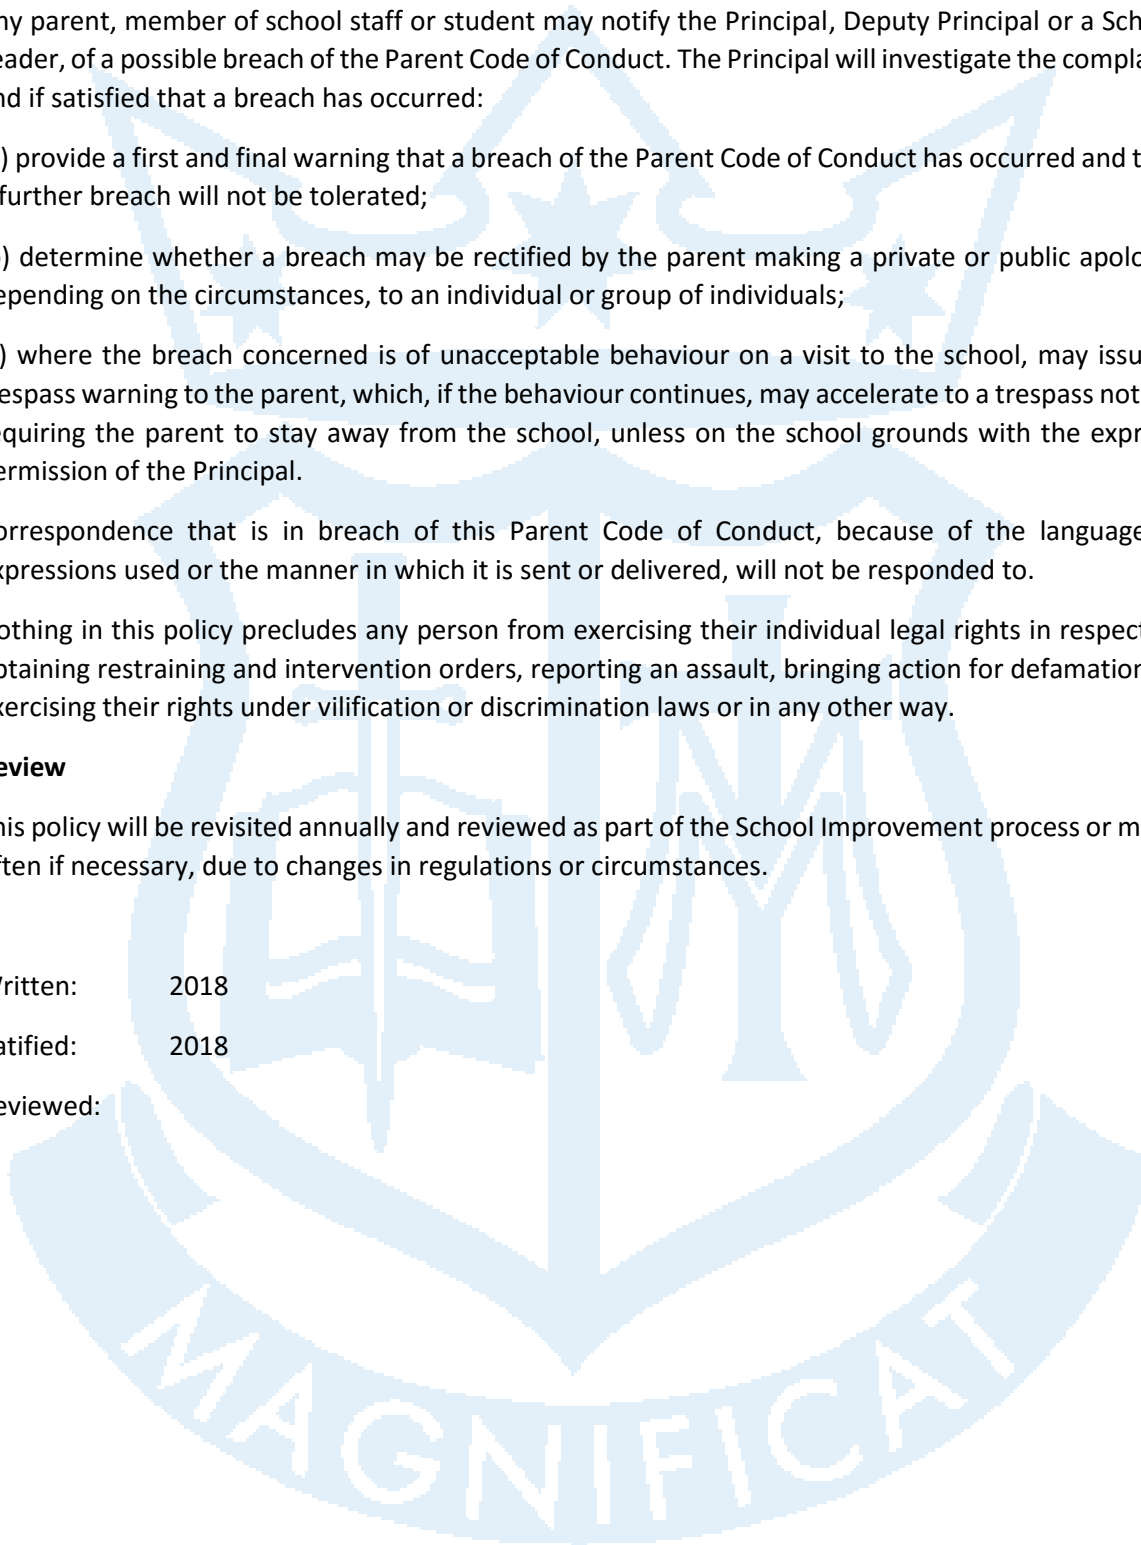 ny parent, member of school staff or student may notify the Principal, Deputy Principal or a Sch
eader, of a possible breach of the Parent Code of Conduct. The Principal will investigate the compla
nd if satisfied that a breach has occurred:
) provide a first and final warning that a breach of the Parent Code of Conduct has occurred and t
further breach will not be tolerated;
) determine whether a breach may be rectified by the parent making a private or public apolo
epending on the circumstances, to an individual or group of individuals;
) where the breach concerned is of unacceptable behaviour on a visit to the school, may issu
espass warning to the parent, which, if the behaviour continues, may accelerate to a trespass not
equiring the parent to stay away from the school, unless on the school grounds with the expr
ermission of the Principal.
orrespondence that is in breach of this Parent Code of Conduct, because of the language
xpressions used or the manner in which it is sent or delivered, will not be responded to.
othing in this policy precludes any person from exercising their individual legal rights in respect
btaining restraining and intervention orders, reporting an assault, bringing action for defamation
xercising their rights under vilification or discrimination laws or in any other way.
eview
his policy will be revisited annually and reviewed as part of the School Improvement process or m
ften if necessary, due to changes in regulations or circumstances.
ritten: 2018
atified: 2018
eviewed:
MAGNIFICAT